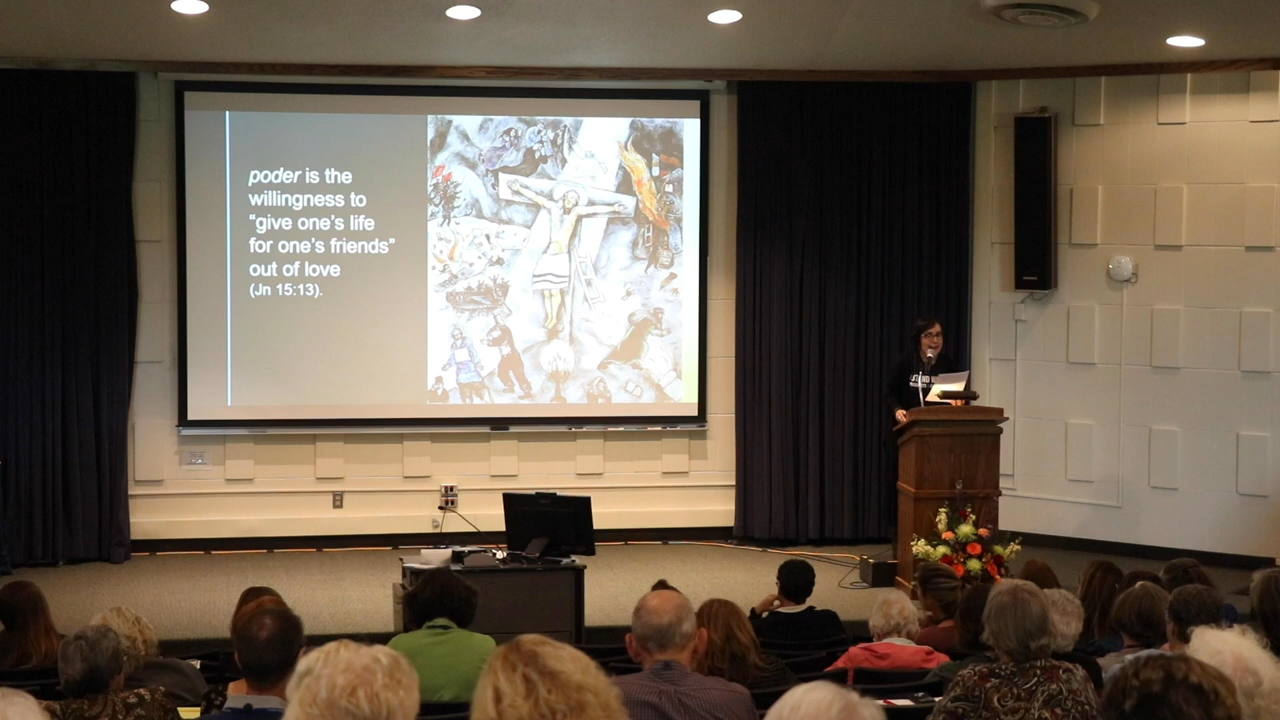 poder is the
willingness to
“give one’s life
for one’s friends”
out of love
(Jn 15:13).